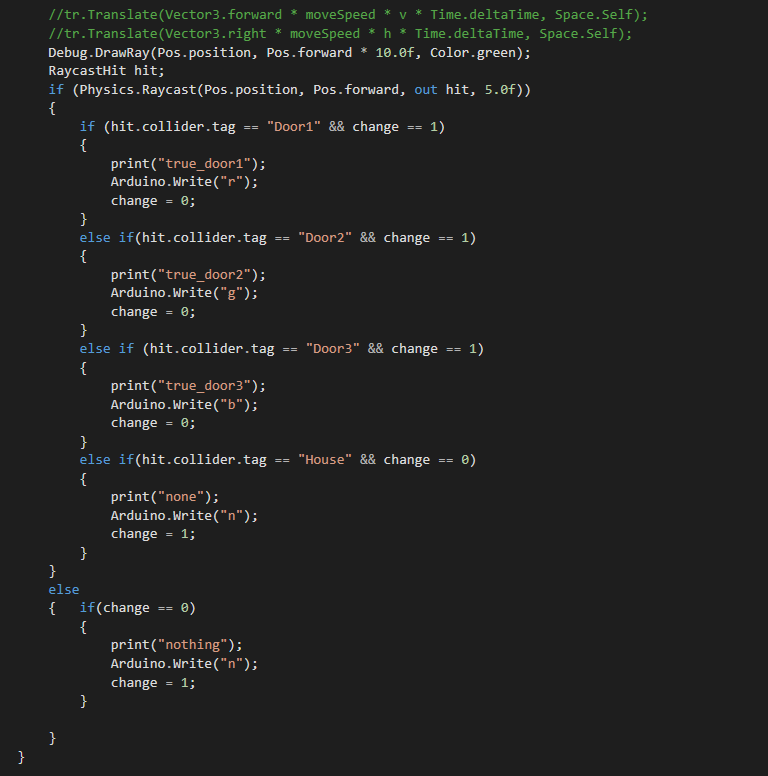 //tr.Translate(Vector3.forward * moveSpeed * v * Time.deltaTime, Space.Self);
//tr.Translate(Vector3.right * moveSpeed * h * Time.deltaTime, Space.Self);
Debug.DrawRay(Pos.position, Pos.forward * 10.0f, Color.green);
RaycastHit hit;
if (Physics.Raycast(Pos.position, Pos.forward, out hit, 5.0f))
{
    if (hit.collider.tag == "Door1" && change == 1)
    {
        print("true_door1");
        Arduino.Write("r");
        change = 0;
    }
    else if(hit.collider.tag == "Door2" && change == 1)
    {
        print("true_door2");
        Arduino.Write("g");
        change = 0;
    }
    else if (hit.collider.tag == "Door3" && change == 1)
    {
        print("true_door3");
        Arduino.Write("b");
        change = 0;
    }
    else if(hit.collider.tag == "House" && change == 0)
    {
        print("none");
        Arduino.Write("n");
        change = 1;
    }
}
else
{   if(change == 0)
    {
        print("nothing");
        Arduino.Write("n");
        change = 1;
    }
}
}